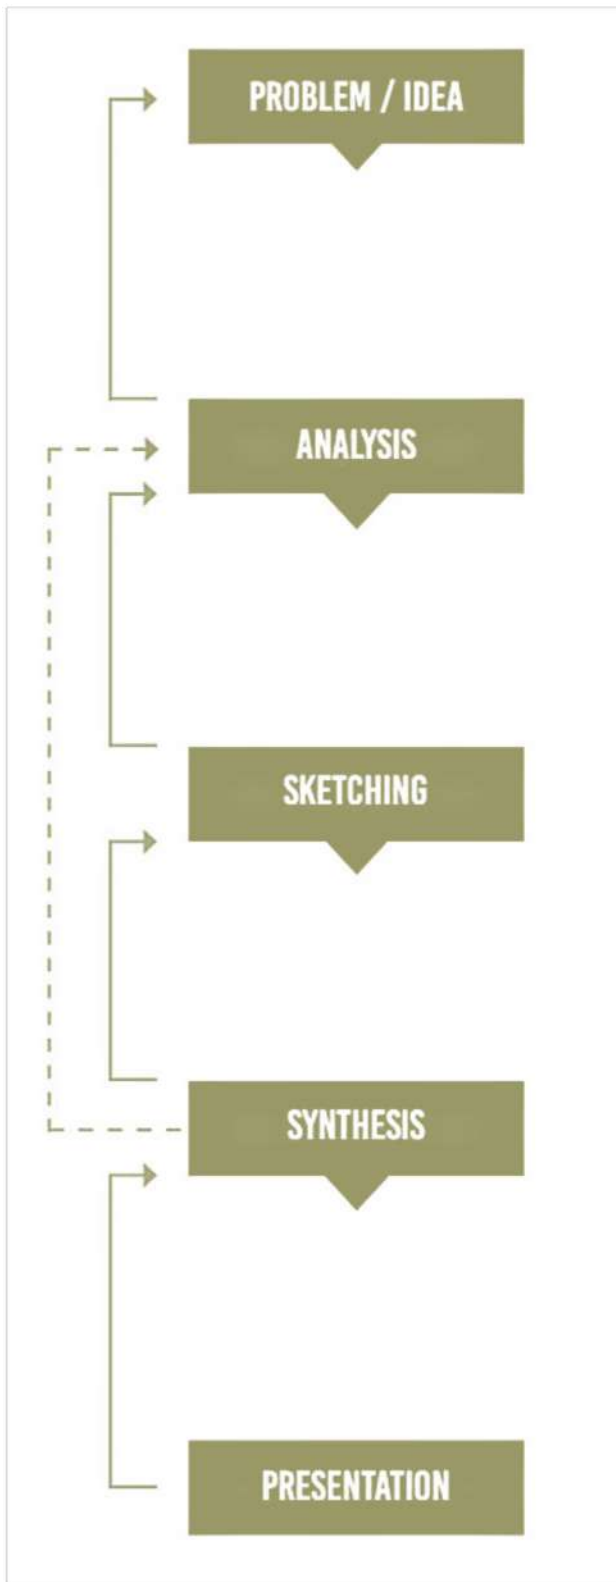 PROBLEM / IDEA
ANALYSIS
SKETCHING
SYNTHESIS
PRESENTATION